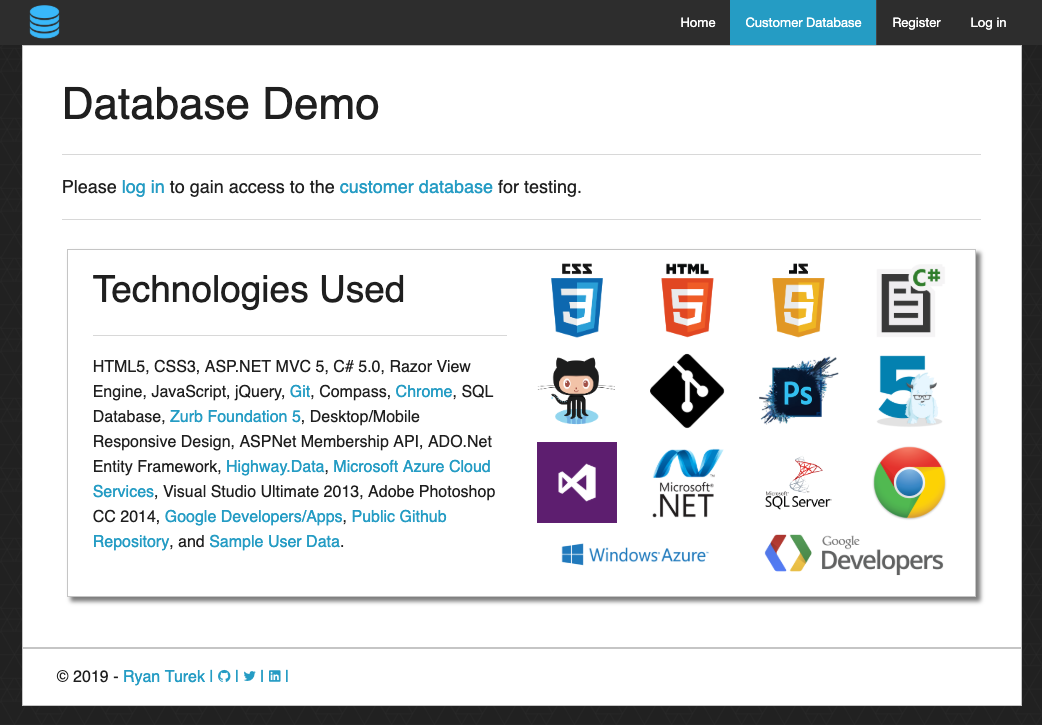 Home Customer Database Register Log in
Database Demo
Please log in to gain access to the customer database for testing.
Technologies Used
HTML5, CSS3, ASP.NET MVC 5, C# 5.0, Razor View
Engine, JavaScript, jQuery, Git, Compass, Chrome, SQL
Database, Zurb Foundation 5, Desktop/Mobile
Responsive Design, ASPNet Membership API, ADO.Net
Entity Framework, Highway.Data, Microsoft Azure Cloud
Services, Visual Studio Ultimate 2013, Adobe Photoshop
CC 2014, Google Developers/Apps, Public Github
Repository, and Sample User Data.
CSS HTML JS C#
3 5 5
Ps 5
Microsoft®
.NET
Microsoft®
SQL Server
Windows Azure™
Google
Developers
© 2019 - Ryan Turek | | | |